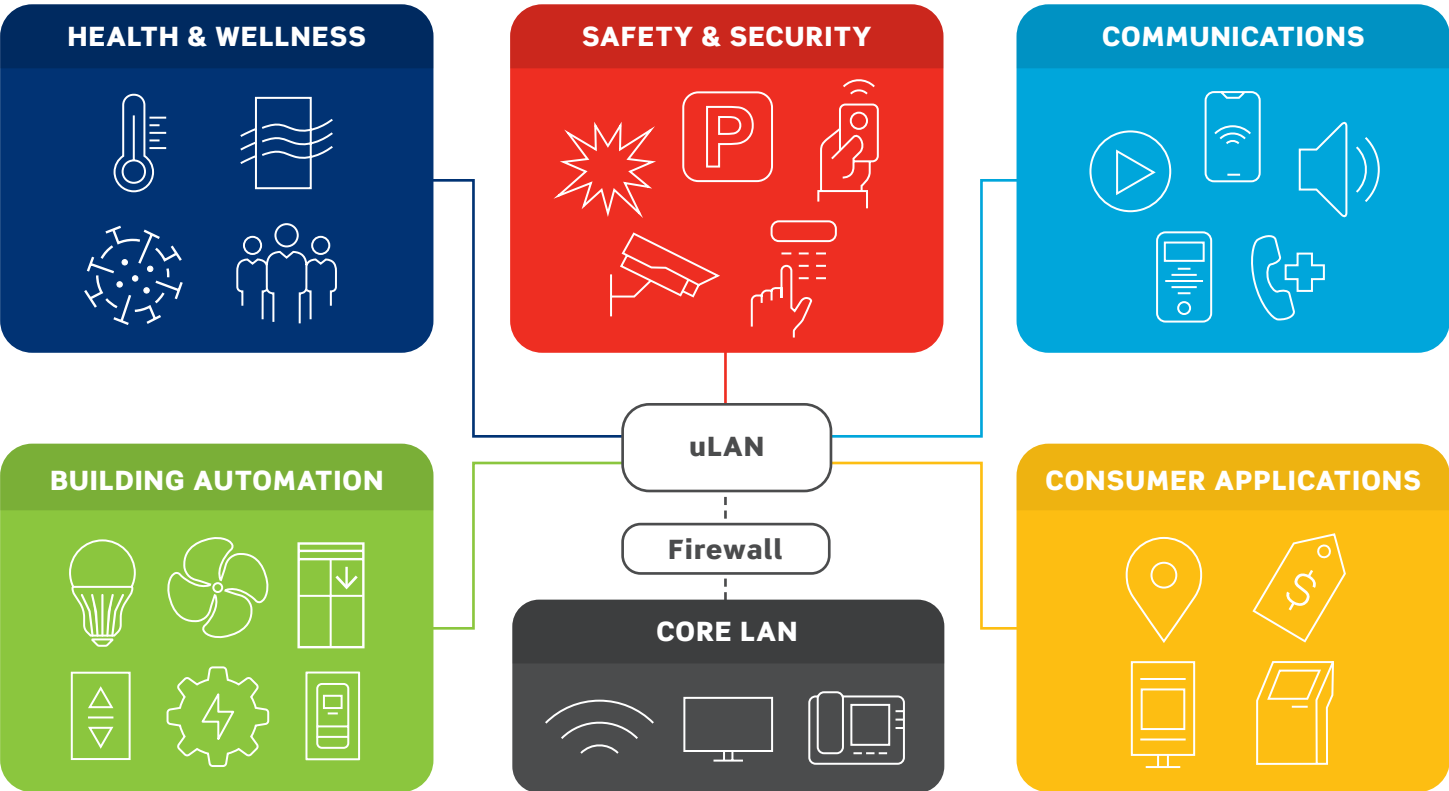 HEALTH & WELLNESS
SAFETY & SECURITY
P
COMMUNICATIONS
uLAN
BUILDING AUTOMATION
CONSUMER APPLICATIONS
$
Firewall
CORE LAN